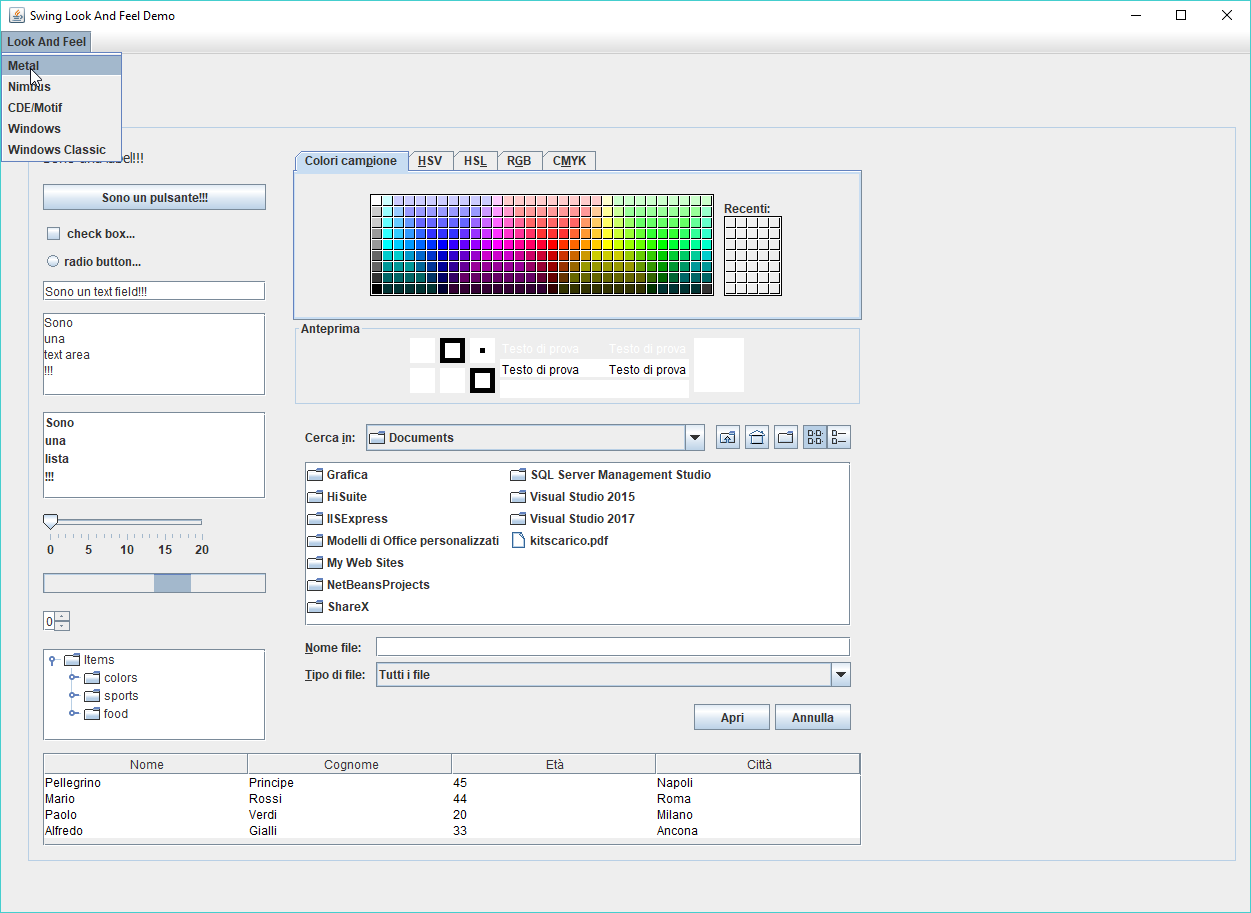 Swing Look And Feel Demo
Look And Feel
Metal
Nimbus
CDE/Motif
Windows
Windows Classic
label!!!
Sono un pulsante!!!
check box...
radio button...
Sono un text field!!!
Sono
una
text area
!!!
Sono
una
lista
!!!
0 5 10 15 20
0
Items
colors
sports
food
Colori campione HSV HSL RGB CMYK
Recenti:
Anteprima
Testo di prova Testo di prova
Testo di prova Testo di prova
Cerca in: Documents
Grafica
HiSuite
IISExpress
Modelli di Office personalizzati
My Web Sites
NetBeansProjects
ShareX
SQL Server Management Studio
Visual Studio 2015
Visual Studio 2017
kitscarico.pdf
Nome file:
Tipo di file: Tutti i file
Apri Annulla
Nome Cognome Età Città
Pellegrino Principe 45 Napoli
Mario Rossi 44 Roma
Paolo Verdi 20 Milano
Alfredo Gialli 33 Ancona